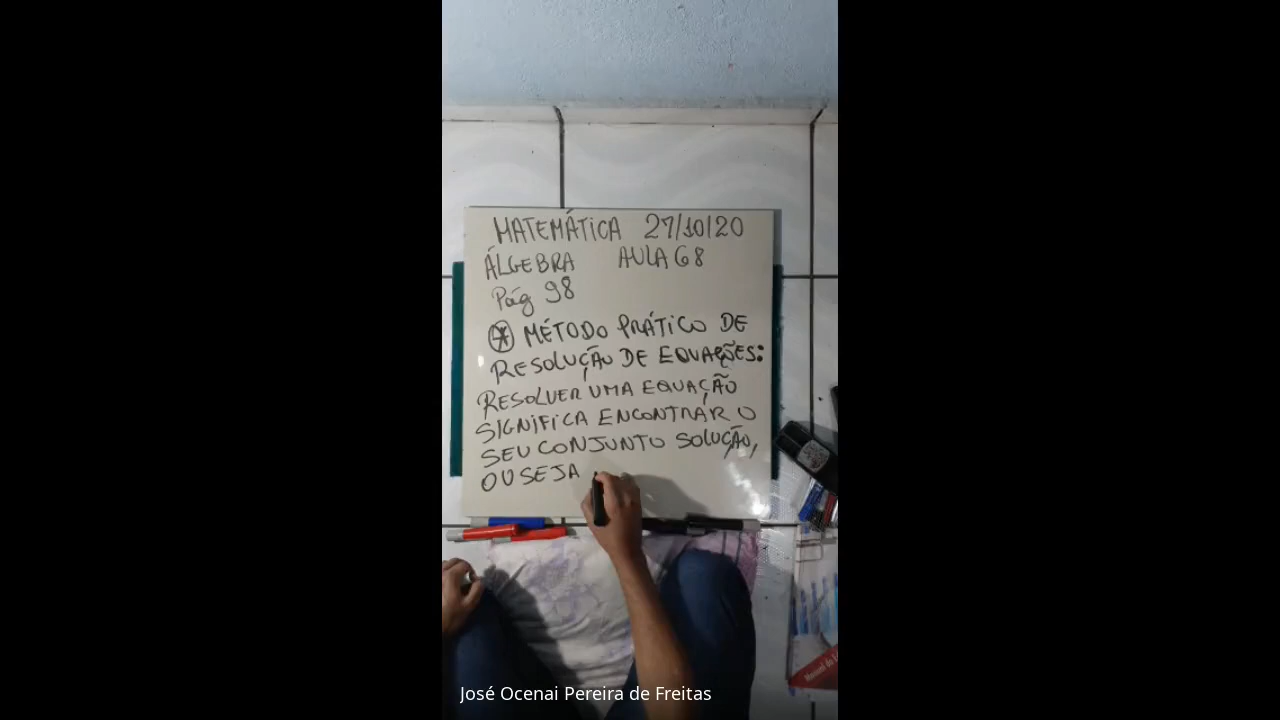 MATEMÁTICA 27/10/20
ÁLGEBRA AULA 68
Pág 98
* MÉTODO PRÁTICO DE
RESOLUÇÃO DE EQUAÇÕES:
RESOLVER UMA EQUAÇÃO
SIGNIFICA ENCONTRAR O
SEU CONJUNTO SOLUÇÃO,
OU SEJA
José Ocenai Pereira de Freitas